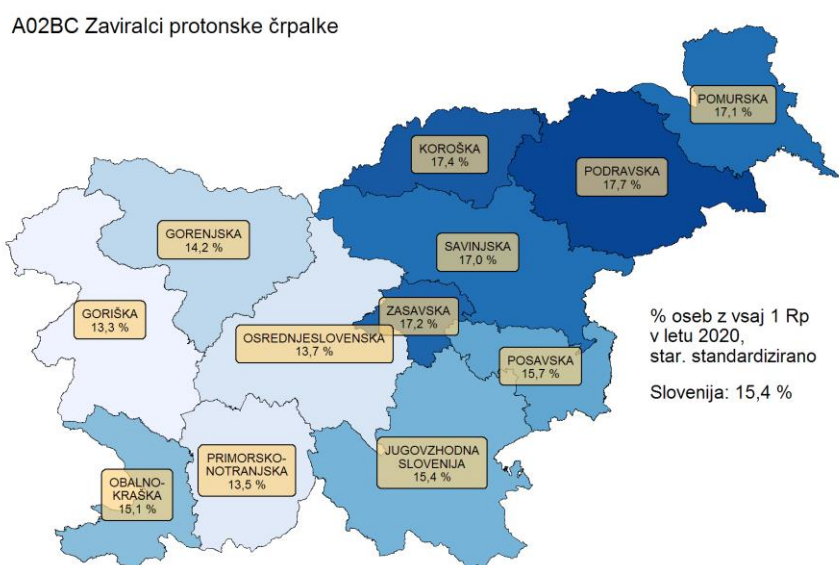 A02BC Zaviralci protonske črpalke
POMURSKA
17,1 %
KOROŠKA
17,4 %
PODRAVSKA
17,7 %
GORENJSKA
14,2 %
SAVINJSKA
17,0 %
GORIŠKA
13,3 %
ZASAVSKA
17,2 %
OSREDNJESLOVENSKA
13,7 %
POSAVSKA
15,7 %
% oseb z vsaj 1 Rp
v letu 2020,
star. standardizirano
Slovenija: 15,4 %
PRIMORSKO-
NOTRANJSKA
13,5 %
JUGOVZHODNA
SLOVENIJA
15,4 %
OBALNO-
KRAŠKA
15,1 %